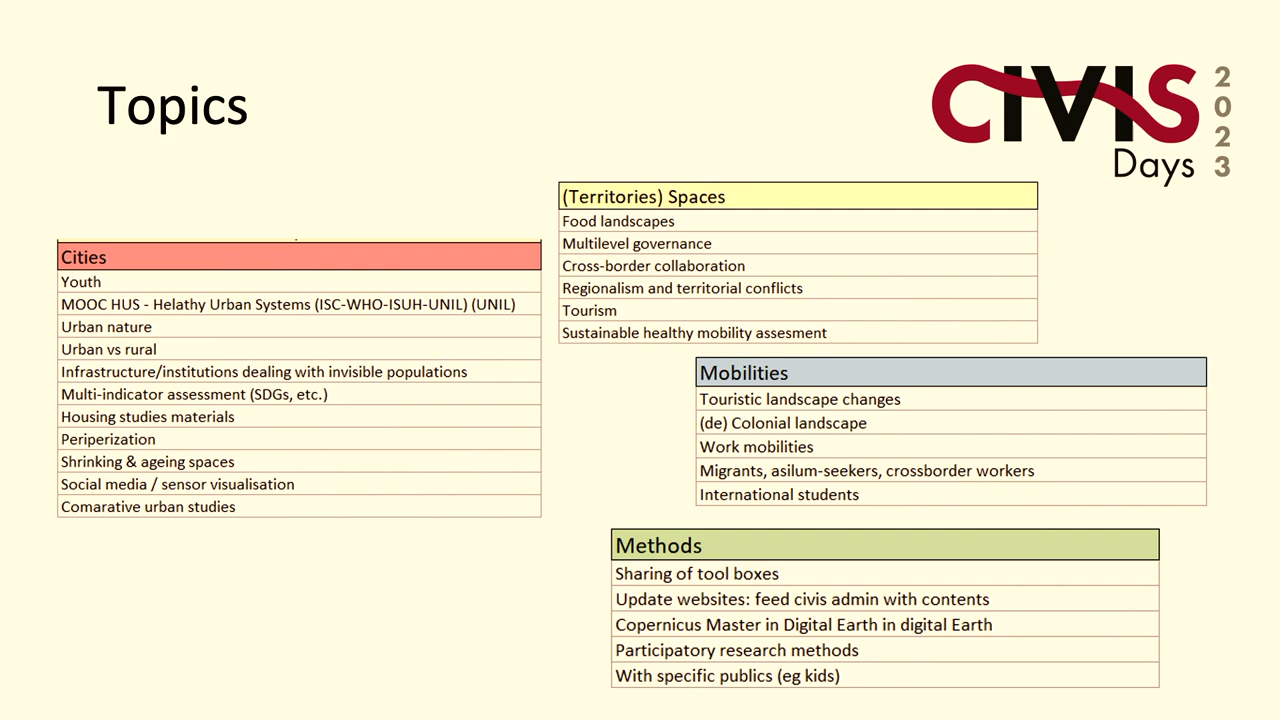 Topics
CIVIS
Days
2023
(Territories) Spaces
Food landscapes
Multilevel governance
Cross-border collaboration
Regionalism and territorial conflicts
Tourism
Sustainable healthy mobility assesment
Cities
Youth
MOOC HUS - Helathy Urban Systems (ISC-WHO-ISUH-UNIL) (UNIL)
Urban nature
Urban vs rural
Infrastructure/institutions dealing with invisible populations
Multi-indicator assessment (SDGs, etc.)
Housing studies materials
Periperization
Shrinking & ageing spaces
Social media / sensor visualisation
Comarative urban studies
Mobilities
Touristic landscape changes
(de) Colonial landscape
Work mobilities
Migrants, asilum-seekers, crossborder workers
International students
Methods
Sharing of tool boxes
Update websites: feed civis admin with contents
Copernicus Master in Digital Earth in digital Earth
Participatory research methods
With specific publics (eg kids)